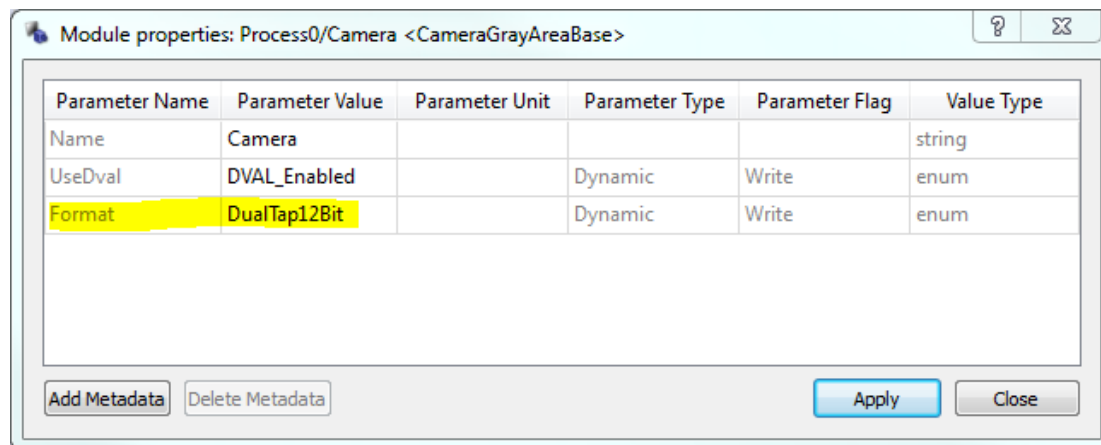 Module properties: Process0/Camera <CameraGrayAreaBase>
Parameter Name Parameter Value Parameter Unit Parameter Type Parameter Flag Value Type
Name Camera string
UseDval DVAL_Enabled Dynamic Write enum
Format DualTap12Bit Dynamic Write enum
Add Metadata Delete Metadata Apply Close